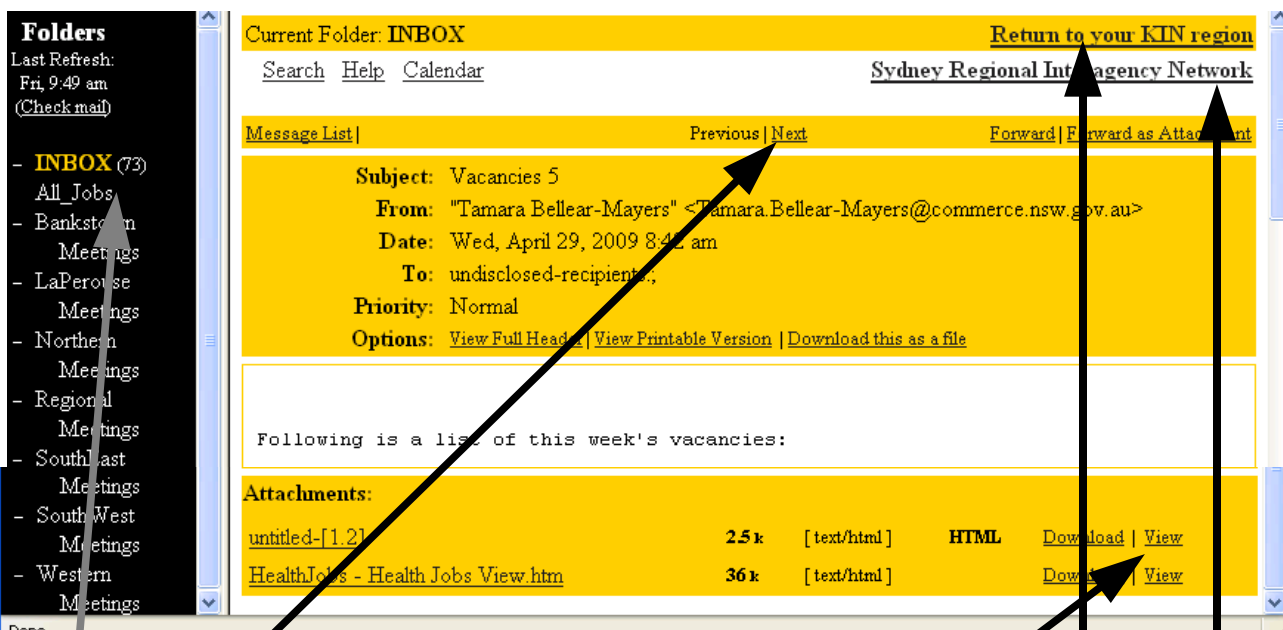 Folders
Last Refresh:
Fri, 9:49 am
(Check mail)
– INBOX (73)
All_Jobs
– Bankstown
Meetings
– LaPerouse
Meetings
– Northern
Meetings
– Regional
Meetings
– SouthEast
Meetings
– SouthWest
Meetings
– Western
Meetings
Current Folder: INBOX Return to your KIN region
Search Help Calendar Sydney Regional Interagency Network
Message List | Previous | Next Forward | Forward as Attachment
Subject: Vacancies 5
From: "Tamara Bellear-Mayers" <Tamara.Bellear-Mayers@commerce.nsw.gov.au>
Date: Wed, April 29, 2009 8:42 am
To: undisclosed-recipients:;
Priority: Normal
Options: View Full Header | View Printable Version | Download this as a file
Following is a list of this week's vacancies:
Attachments:
untitled-[1.2] 2.5 k [ text/html ] HTML Download | View
HealthJobs - Health Jobs View.htm 36 k [ text/html ] Download | View